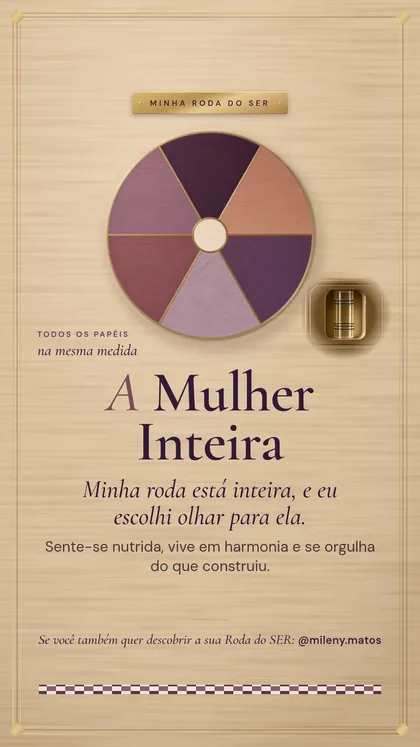 MINHA RODA DO SER
TODOS OS PAPÉIS
na mesma medida
A Mulher
Inteira
Minha roda está inteira, e eu
escolhi olhar para ela.
Sente-se nutrida, vive em harmonia e se orgulha
do que construiu.
Se você também quer descobrir a sua Roda do SER: @mileny.matos